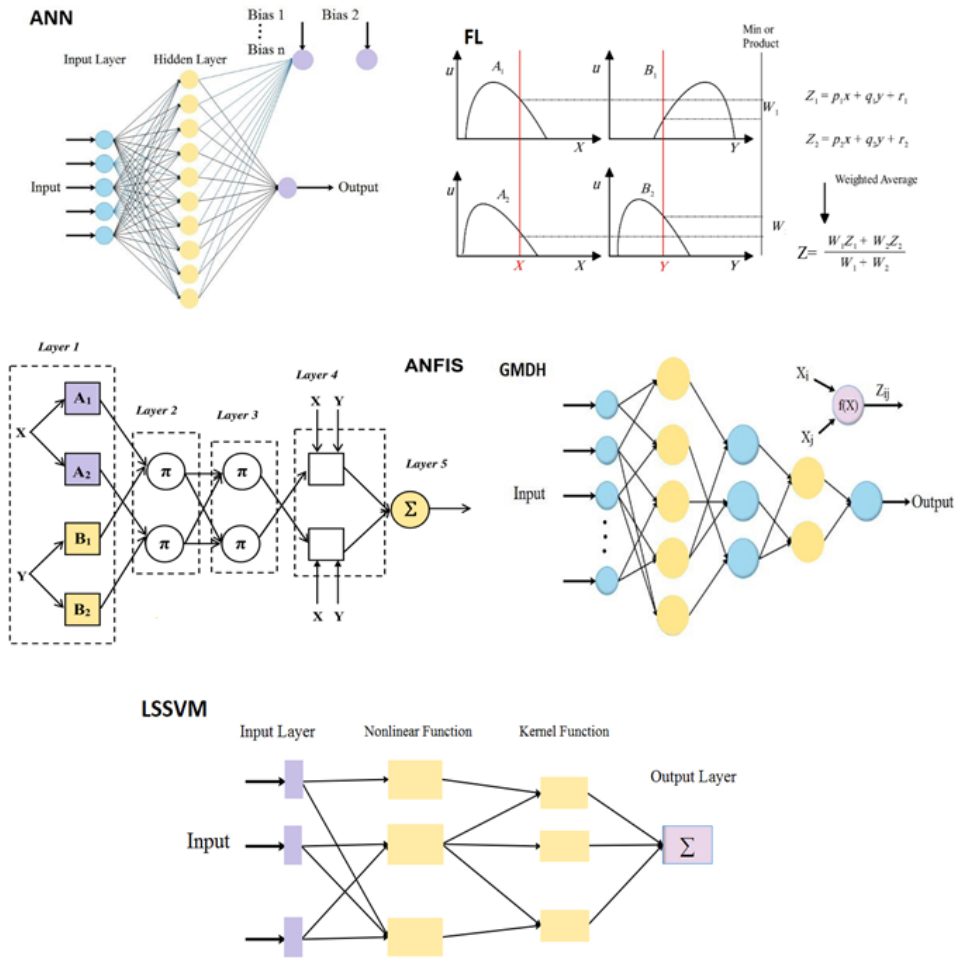 ANN
Bias 1
Bias 2
Bias n
Input Layer
Hidden Layer
Input
Output
FL
Min or
Product
u
A₁
X
u
B₁
Y
W₁
Z₁ = p₁x + q₁y + r₁
Z₂ = p₂x + q₂y + r₂
Weighted Average
u
A₂
X
X
u
B₂
Y
Y
W
Z= W₁Z₁ + W₂Z₂
W₁ + W₂
ANFIS
Layer 1
Layer 2
Layer 3
Layer 4
Layer 5
X
Y
A₁
A₂
B₁
B₂
π
π
π
π
X Y
X Y
Σ
GMDH
Xi
Xj
f(X)
Zij
Input
Output
LSSVM
Input Layer
Nonlinear Function
Kernel Function
Output Layer
Input
Σ